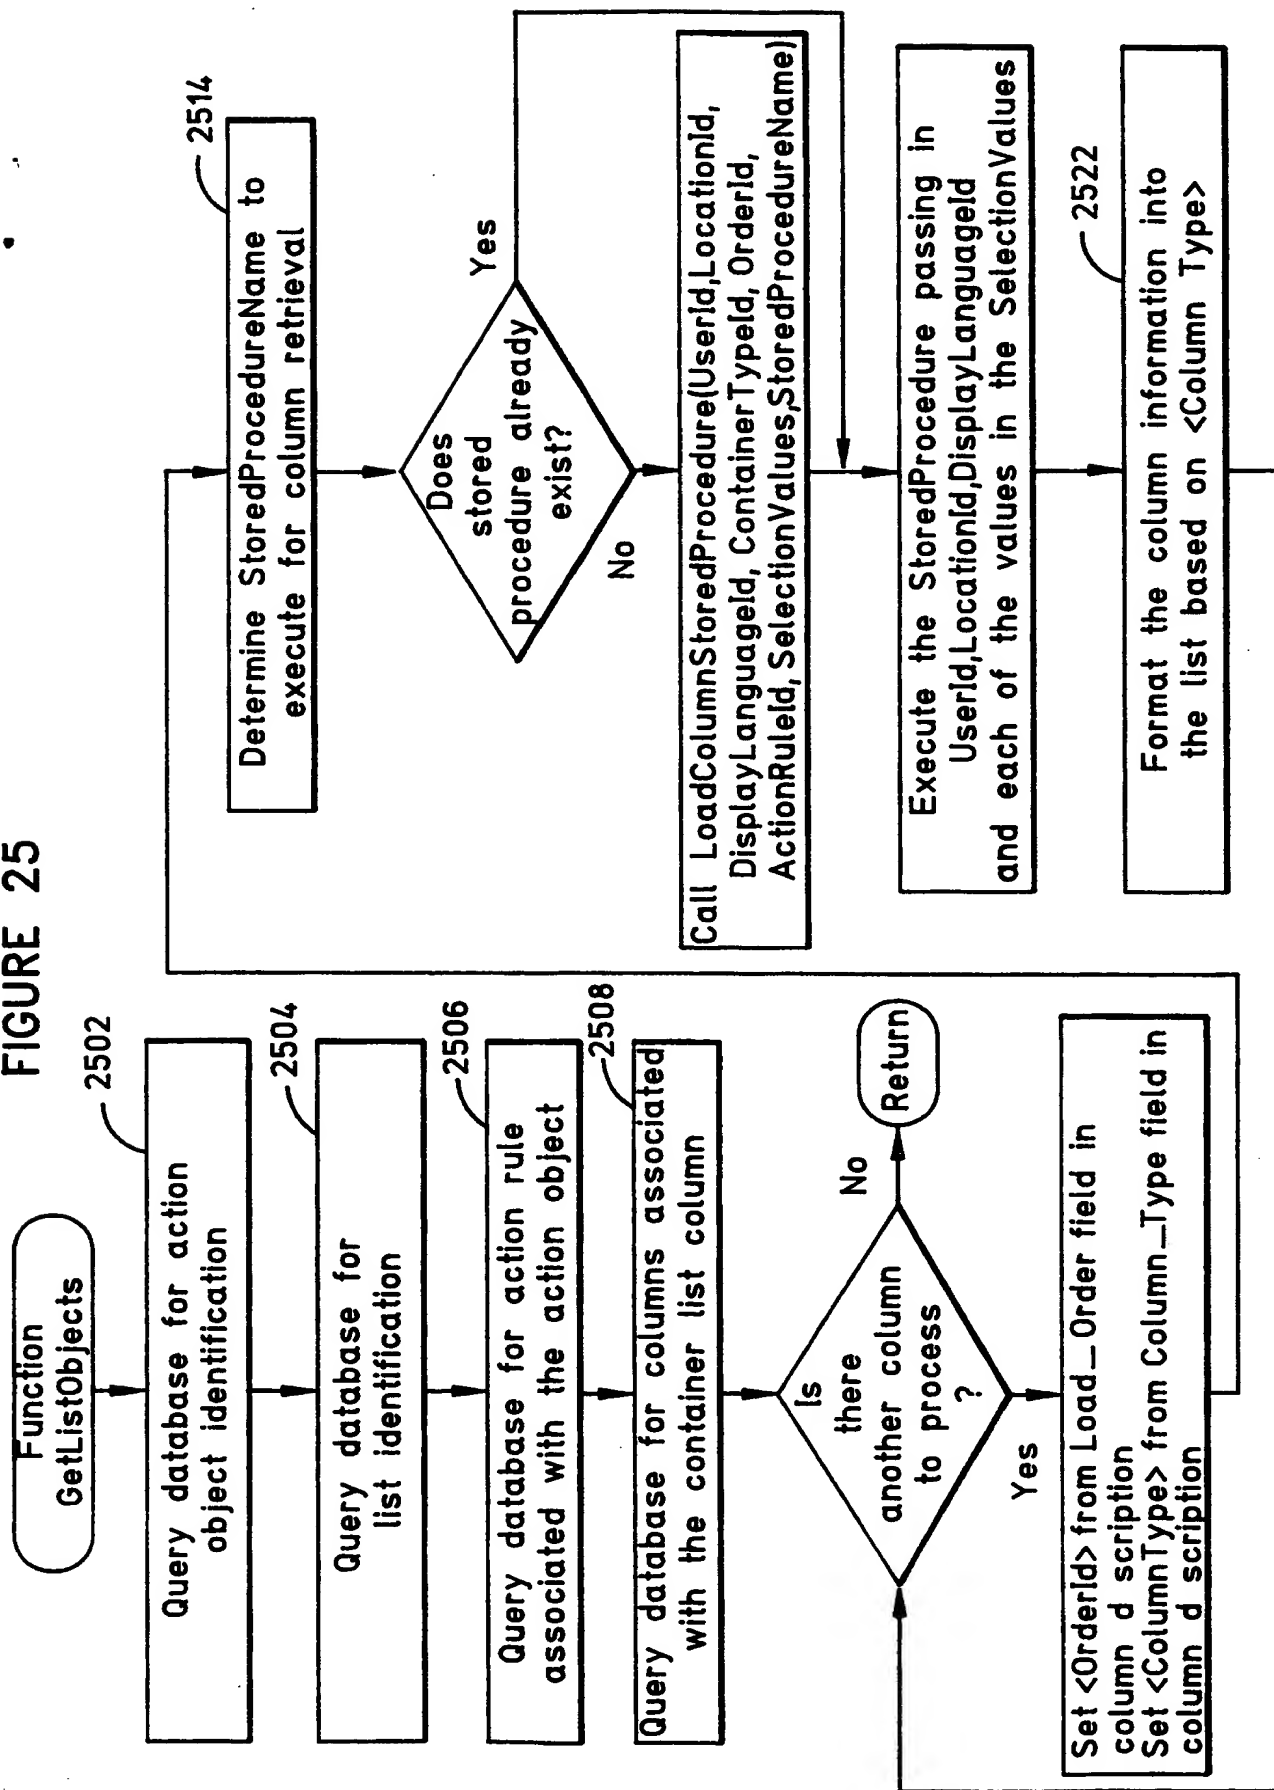 FIGURE 25
Function
GetListObjects
2502
Query database for action
object identification
2504
Query database for
list identification
2506
Query database for action rule
associated with the action object
2508
Query database for columns associated
with the container list column
Is
there
another column
to process
?
No
Return
Yes
Set <OrderId> from Load_Order field in
column d scription
Set <ColumnType> from Column_Type field in
column d scription
2514
Determine StoredProcedureName to
execute for column retrieval
Does
stored
procedure already
exist?
Yes
No
Call LoadColumnStoredProcedure(UserId,LocationId,
DisplayLanguageId, ContainerTypeId, OrderId,
ActionRuleId, SelectionValues,StoredProcedureName)
Execute the StoredProcedure passing in
UserId,LocationId,DisplayLanguageId
and each of the values in the SelectionValues
2522
Format the column information into
the list based on <Column Type>